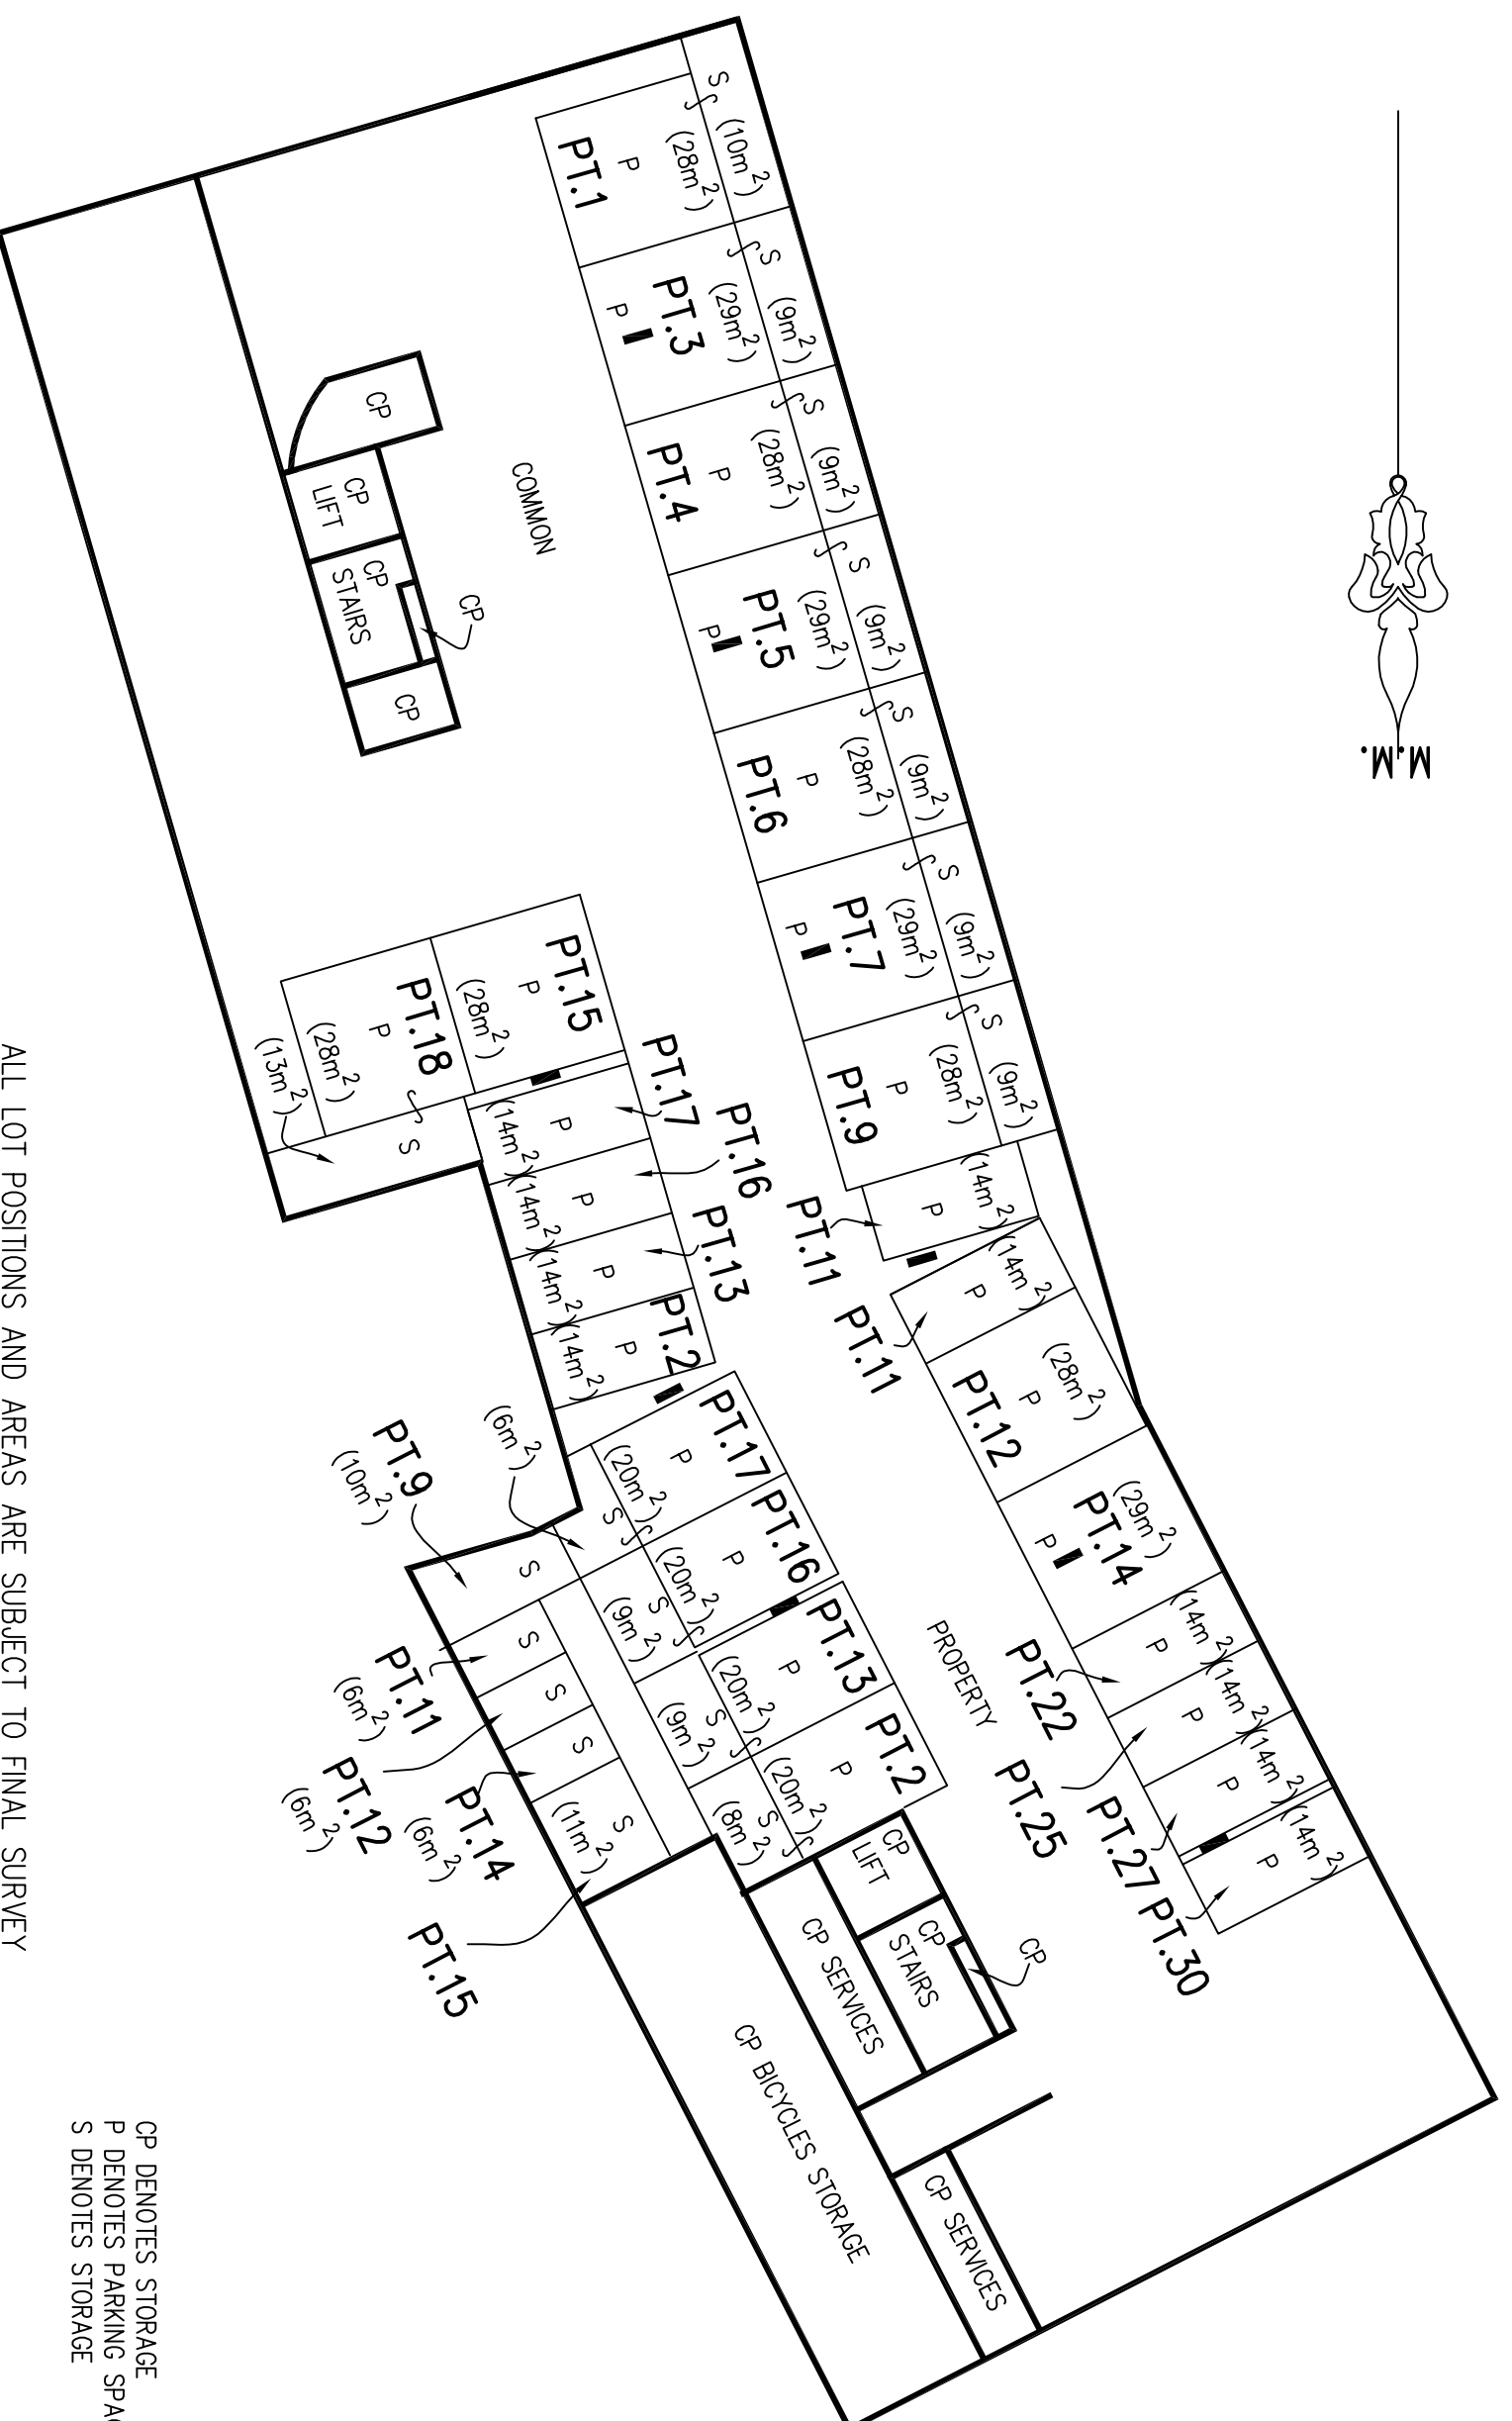 M.M.
S
(10m²)
(28m²)
P
PT.1
S
(9m²)
(29m²)
PT.3
P
S
(9m²)
(28m²)
P
PT.4
S
(9m²)
(29m²)
PT.5
P
S
(9m²)
(28m²)
P
PT.6
S
(9m²)
(29m²)
PT.7
P
S
(9m²)
(28m²)
P
PT.9
(14m²)
P
PT.11
(14m²)
P
PT.11
(28m²)
P
PT.12
(29m²)
PT.14
P
(14m²)
P
PT.22
(14m²)
P
PT.25
(14m²)
P
PT.27
(14m²)
P
PT.30
COMMON
PROPERTY
CP
CP
LIFT
CP
STAIRS
CP
CP
PT.15
P
(28m²)
PT.18
P
(28m²)
(13m²)
S
PT.17
P
(14m²)
PT.16
P
(14m²)
PT.13
P
(14m²)
PT.2
P
(14m²)
PT.17
P
(20m²)
S
(6m²)
PT.16
P
(20m²)
S
(9m²)
PT.13
P
(20m²)
S
(9m²)
PT.2
P
(20m²)
S
(8m²)
PT.9
(10m²)
S
S
PT.11
(6m²)
S
PT.12
(6m²)
S
PT.14
(6m²)
S
(11m²)
PT.15
CP
LIFT
CP
STAIRS
CP
CP SERVICES
CP BICYCLES STORAGE
CP SERVICES
ALL LOT POSITIONS AND AREAS ARE SUBJECT TO FINAL SURVEY
CP DENOTES STORAGE
P DENOTES PARKING
S DENOTES STORAGE